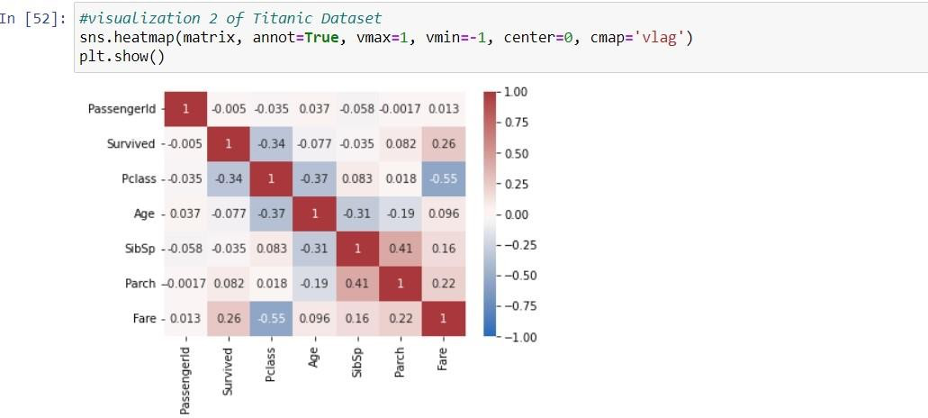 In [52]: #visualization 2 of Titanic Dataset
sns.heatmap(matrix, annot=True, vmax=1, vmin=-1, center=0, cmap='vlag')
plt.show()
PassengerId 1 -0.005 -0.035 0.037 -0.058 -0.0017 0.013
Survived -0.005 1 -0.34 -0.077 -0.035 0.082 0.26
Pclass -0.035 -0.34 1 -0.37 0.083 0.018 -0.55
Age 0.037 -0.077 -0.37 1 -0.31 -0.19 0.096
SibSp -0.058 -0.035 0.083 -0.31 1 0.41 0.16
Parch -0.0017 0.082 0.018 -0.19 0.41 1 0.22
Fare 0.013 0.26 -0.55 0.096 0.16 0.22 1
PassengerId
Survived
Pclass
Age
SibSp
Parch
Fare
1.00
0.75
0.50
0.25
0.00
-0.25
-0.50
-0.75
-1.00